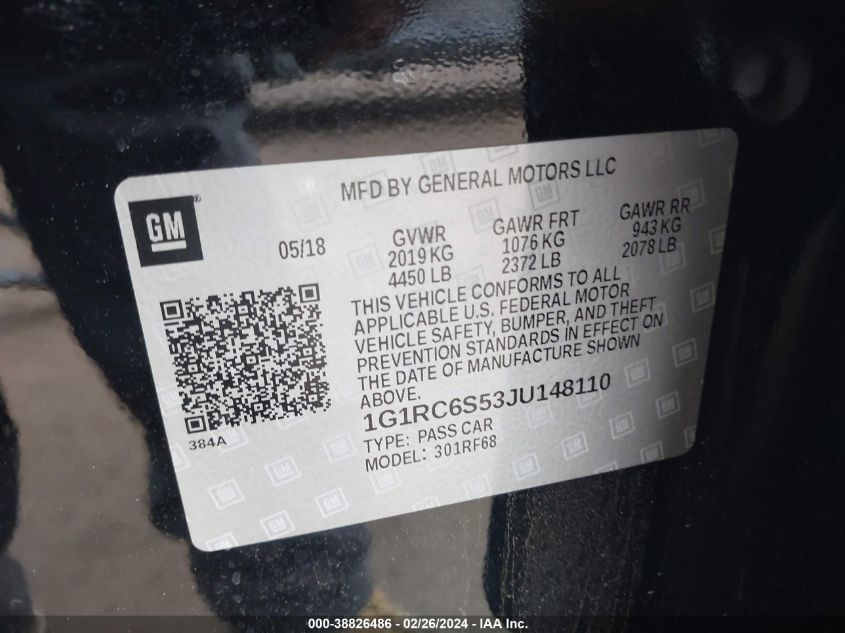 MFD BY GENERAL MOTORS LLC
GM
05/18
GVWR GAWR FRT GAWR RR
2019 KG 1076 KG 943 KG
4450 LB 2372 LB 2078 LB
THIS VEHICLE CONFORMS TO ALL
APPLICABLE U.S. FEDERAL MOTOR
VEHICLE SAFETY, BUMPER, AND THEFT
PREVENTION STANDARDS IN EFFECT ON
THE DATE OF MANUFACTURE SHOWN
ABOVE.
1G1RC6S53JU148110
TYPE: PASS CAR
MODEL: 301RF68
384A
000-38826486 - 02/26/2024 - IAA Inc.